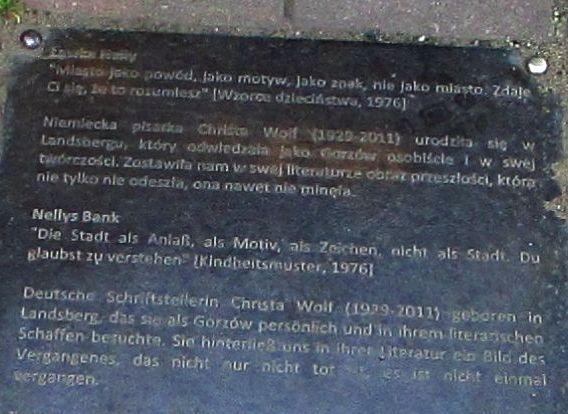 Ławka Nelly
"Miasto jako powód, jako motyw, jako znak, nie jako miasto. Zdaje
Ci się, że to rozumiesz" [Wzorce dzieciństwa, 1976]
Niemiecka pisarka Christa Wolf (1929-2011) urodziła się w
Landsbergu, który odwiedzała jako Gorzów osobiście i w swej
twórczości. Zostawiła nam w swej literaturze obraz przeszłości, która
nie tylko nie odeszła, ona nawet nie minęła.
Nellys Bank
"Die Stadt als Anlaß, als Motiv, als Zeichen, nicht als Stadt. Du
glaubst zu verstehen" [Kindheitsmuster, 1976]
Deutsche Schriftstellerin Christa Wolf (1929-2011) geboren in
Landsberg, das sie als Gorzów persönlich und in ihrem literarischen
Schaffen besuchte. Sie hinterließ uns in ihrer Literatur ein Bild des
Vergangenes, das nicht nur nicht tot es ist nicht einmal
vergangen.